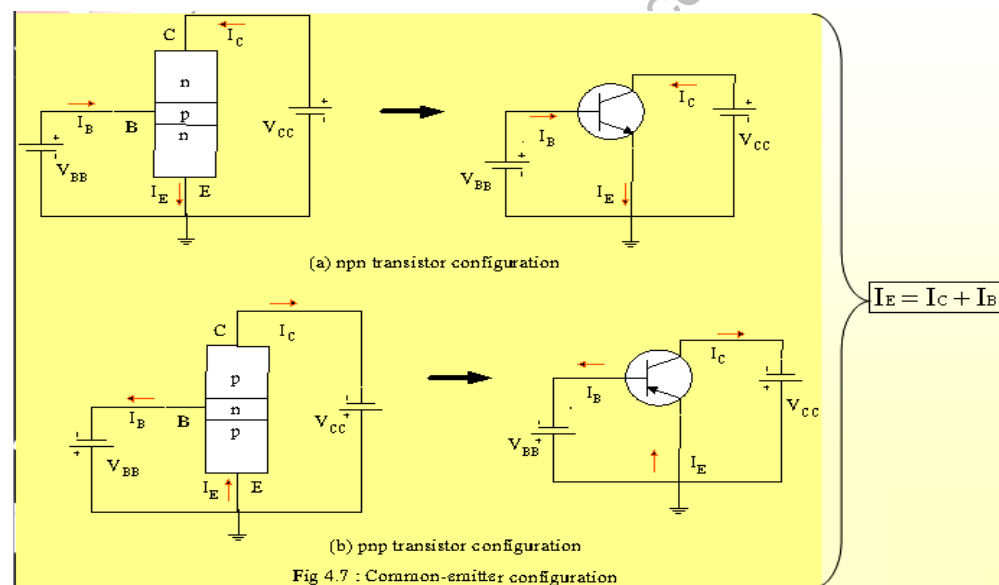 C I_C
n
p
n
I_B B
+ -
V_BB
+ -
V_CC
I_E E
I_C
I_B
+ -
V_BB
+ -
V_CC
I_E
(a) npn transistor configuration
I_E = I_C + I_B
C I_C
p
n
p
I_B B
- +
V_BB
- +
V_CC
I_E E
I_C
I_B
- +
V_BB
- +
V_CC
I_E
(b) pnp transistor configuration
Fig 4.7 : Common-emitter configuration